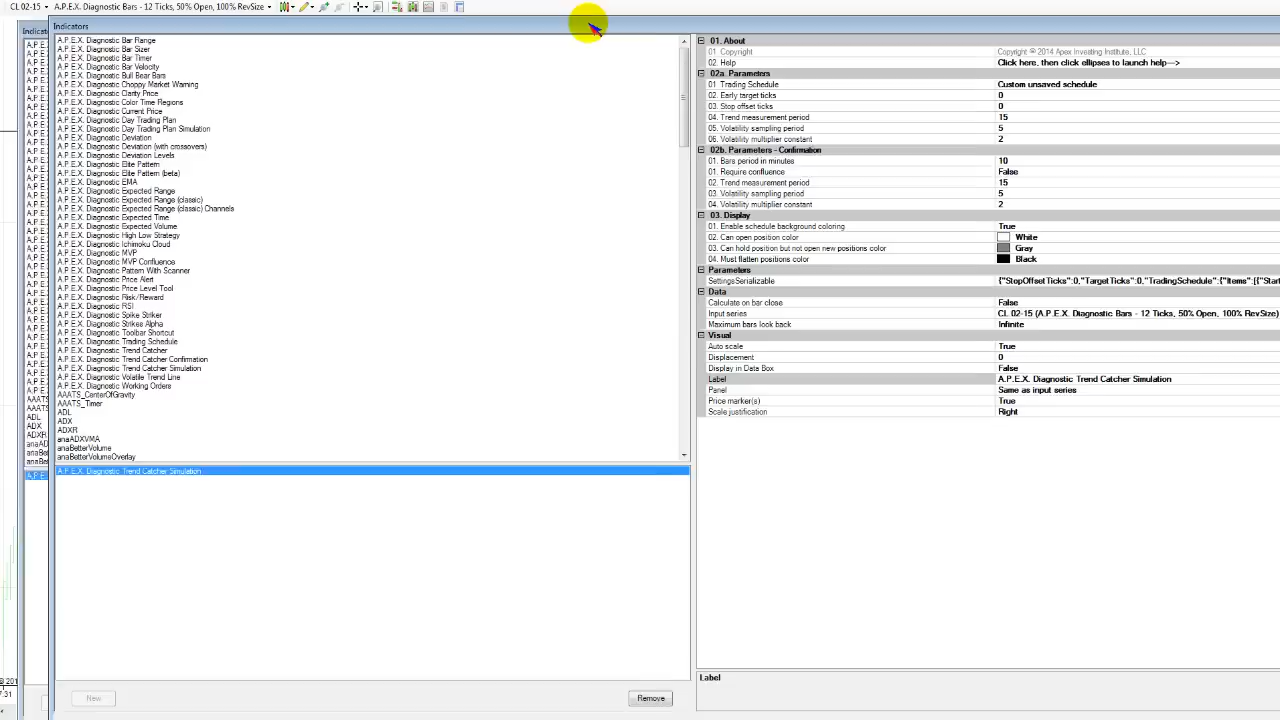 CL 02-15
A.P.E.X. Diagnostic Bars - 12 Ticks, 50% Open, 100% RevSize
Indicators
A.P.E.X. Diagnostic Bar Range
A.P.E.X. Diagnostic Bar Sizer
A.P.E.X. Diagnostic Bar Timer
A.P.E.X. Diagnostic Bar Velocity
A.P.E.X. Diagnostic Bull Bear Bars
A.P.E.X. Diagnostic Choppy Market Warning
A.P.E.X. Diagnostic Clarity Price
A.P.E.X. Diagnostic Color Time Regions
A.P.E.X. Diagnostic Current Price
A.P.E.X. Diagnostic Day Trading Plan
A.P.E.X. Diagnostic Day Trading Plan Simulation
A.P.E.X. Diagnostic Deviation
A.P.E.X. Diagnostic Deviation (with crossovers)
A.P.E.X. Diagnostic Deviation Levels
A.P.E.X. Diagnostic Elite Pattern
A.P.E.X. Diagnostic Elite Pattern (beta)
A.P.E.X. Diagnostic EMA
A.P.E.X. Diagnostic Expected Range
A.P.E.X. Diagnostic Expected Range (classic)
A.P.E.X. Diagnostic Expected Range (classic) Channels
A.P.E.X. Diagnostic Expected Time
A.P.E.X. Diagnostic Expected Volume
A.P.E.X. Diagnostic High Low Strategy
A.P.E.X. Diagnostic Ichimoku Cloud
A.P.E.X. Diagnostic MVP
A.P.E.X. Diagnostic MVP Confluence
A.P.E.X. Diagnostic Pattern With Scanner
A.P.E.X. Diagnostic Price Alert
A.P.E.X. Diagnostic Price Level Tool
A.P.E.X. Diagnostic Risk/Reward
A.P.E.X. Diagnostic RSI
A.P.E.X. Diagnostic Spike Striker
A.P.E.X. Diagnostic Strikes Alpha
A.P.E.X. Diagnostic Toolbar Shortcut
A.P.E.X. Diagnostic Trading Schedule
A.P.E.X. Diagnostic Trend Catcher
A.P.E.X. Diagnostic Trend Catcher Confirmation
A.P.E.X. Diagnostic Trend Catcher Simulation
A.P.E.X. Diagnostic Volatile Trend Line
A.P.E.X. Diagnostic Working Orders
AAATS_CenterOfGravity
AAATS_Timer
ADL
ADX
ADXR
anaADXVMA
anaBetterVolume
anaBetterVolumeOverlay
A.P.E.X. Diagnostic Trend Catcher Simulation
New
Remove
01. About
01 Copyright Copyright © 2014 Apex Investing Institute, LLC
02. Help Click here, then click ellipses to launch help--->
02a. Parameters
01 Trading Schedule Custom unsaved schedule
02. Early target ticks 0
03. Stop offset ticks 0
04. Trend measurement period 15
05. Volatility sampling period 5
06. Volatility multiplier constant 2
02b. Parameters - Confirmation
01. Bars period in minutes 10
01. Require confluence False
02. Trend measurement period 15
03. Volatility sampling period 5
04. Volatility multiplier constant 2
03. Display
01. Enable schedule background coloring True
02. Can open position color White
03. Can hold position but not open new positions color Gray
04. Must flatten positions color Black
Parameters
SettingsSerializable {"StopOffsetTicks":0,"TargetTicks":0,"TradingSchedule":{"Items":[{"Start
Data
Calculate on bar close False
Input series CL 02-15 (A.P.E.X. Diagnostic Bars - 12 Ticks, 50% Open, 100% RevSize)
Maximum bars look back Infinite
Visual
Auto scale True
Displacement 0
Display in Data Box False
Label A.P.E.X. Diagnostic Trend Catcher Simulation
Panel Same as input series
Price marker(s) True
Scale justification Right
Label